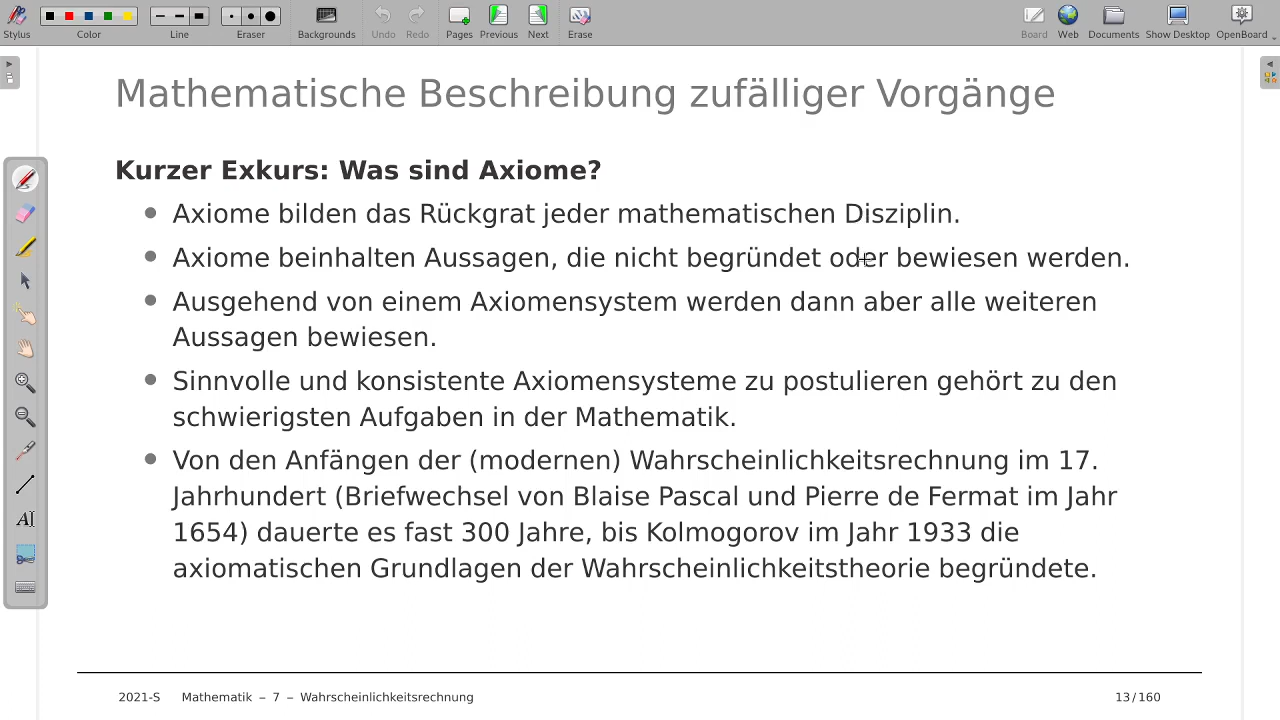 Stylus Color Line Eraser Backgrounds Undo Redo Pages Previous Next Erase Board Web Documents Show Desktop OpenBoard
Mathematische Beschreibung zufälliger Vorgänge
Kurzer Exkurs: Was sind Axiome?
Axiome bilden das Rückgrat jeder mathematischen Disziplin.
Axiome beinhalten Aussagen, die nicht begründet oder bewiesen werden.
Ausgehend von einem Axiomensystem werden dann aber alle weiteren
Aussagen bewiesen.
Sinnvolle und konsistente Axiomensysteme zu postulieren gehört zu den
schwierigsten Aufgaben in der Mathematik.
Von den Anfängen der (modernen) Wahrscheinlichkeitsrechnung im 17.
Jahrhundert (Briefwechsel von Blaise Pascal und Pierre de Fermat im Jahr
1654) dauerte es fast 300 Jahre, bis Kolmogorov im Jahr 1933 die
axiomatischen Grundlagen der Wahrscheinlichkeitstheorie begründete.
2021-S Mathematik – 7 – Wahrscheinlichkeitsrechnung 13/160